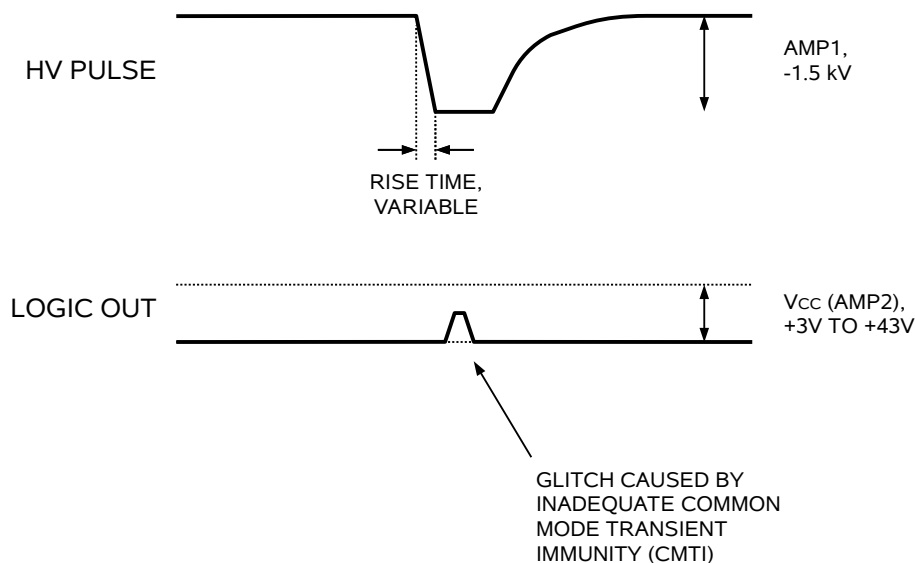 HV PULSE
AMP1,
-1.5 kV
RISE TIME,
VARIABLE
LOGIC OUT
VCC (AMP2),
+3V TO +43V
GLITCH CAUSED BY
INADEQUATE COMMON
MODE TRANSIENT
IMMUNITY (CMTI)